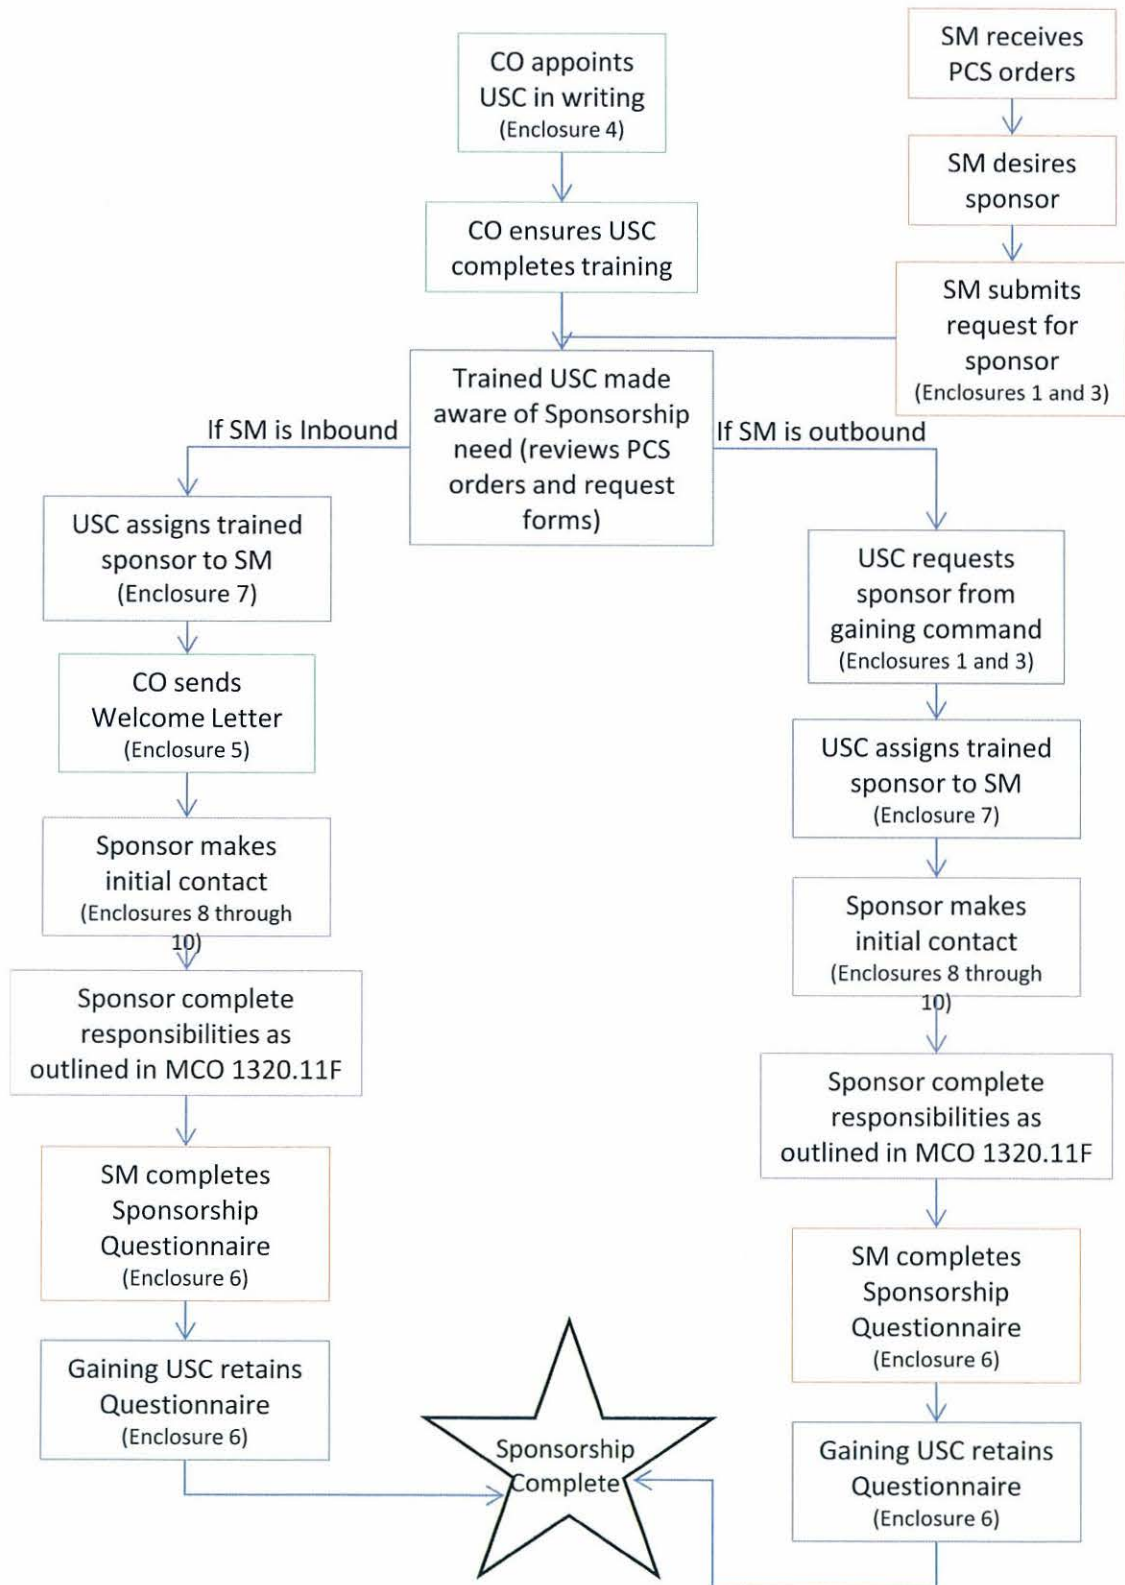 CO appoints
USC in writing
(Enclosure 4)
CO ensures USC
completes training
SM receives
PCS orders
SM desires
sponsor
SM submits
request for
sponsor
(Enclosures 1 and 3)
Trained USC made
aware of Sponsorship
need (reviews PCS
orders and request
forms)
If SM is Inbound
If SM is outbound
USC assigns trained
sponsor to SM
(Enclosure 7)
CO sends
Welcome Letter
(Enclosure 5)
Sponsor makes
initial contact
(Enclosures 8 through
10)
Sponsor complete
responsibilities as
outlined in MCO 1320.11F
SM completes
Sponsorship
Questionnaire
(Enclosure 6)
Gaining USC retains
Questionnaire
(Enclosure 6)
USC requests
sponsor from
gaining command
(Enclosures 1 and 3)
USC assigns trained
sponsor to SM
(Enclosure 7)
Sponsor makes
initial contact
(Enclosures 8 through
10)
Sponsor complete
responsibilities as
outlined in MCO 1320.11F
SM completes
Sponsorship
Questionnaire
(Enclosure 6)
Gaining USC retains
Questionnaire
(Enclosure 6)
Sponsorship
Complete